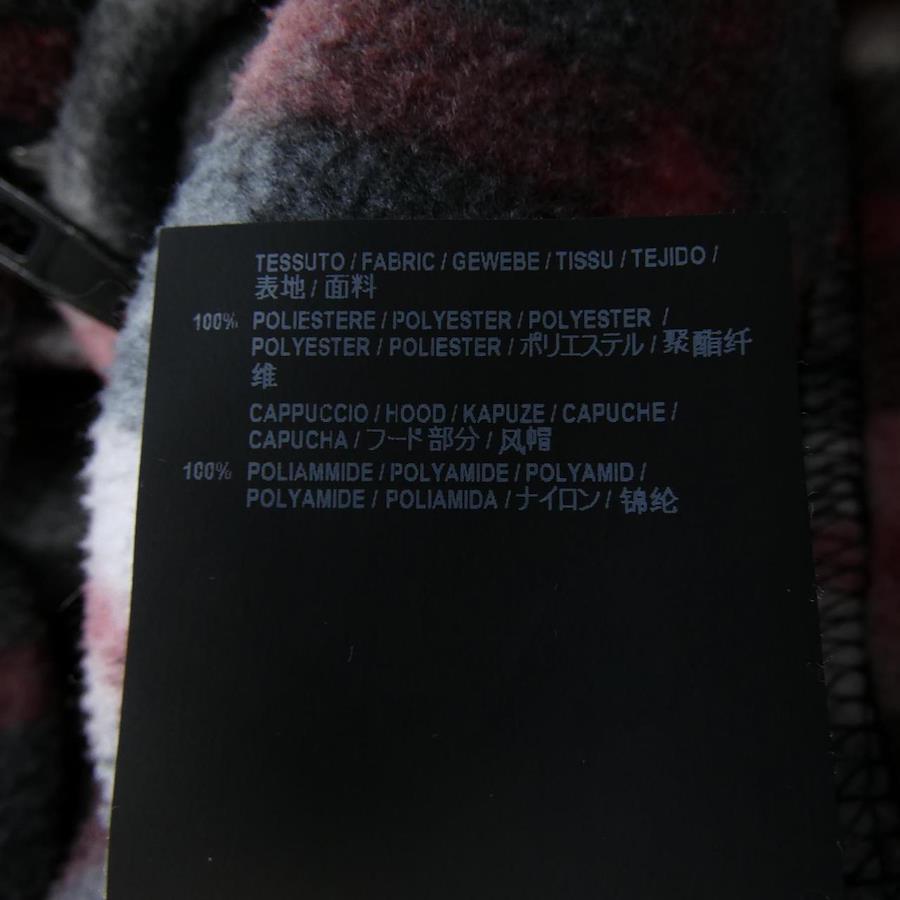 TESSUTO / FABRIC / GEWEBE / TISSU / TEJIDO /
表地 / 面料
100% POLIESTERE / POLYESTER / POLYESTER /
POLYESTER / POLIESTER / ポリエステル / 聚酯纤
维
CAPPUCCIO / HOOD / KAPUZE / CAPUCHE /
CAPUCHA / フード部分 / 风帽
100% POLIAMMIDE / POLYAMIDE / POLYAMID /
POLYAMIDE / POLIAMIDA / ナイロン / 锦纶